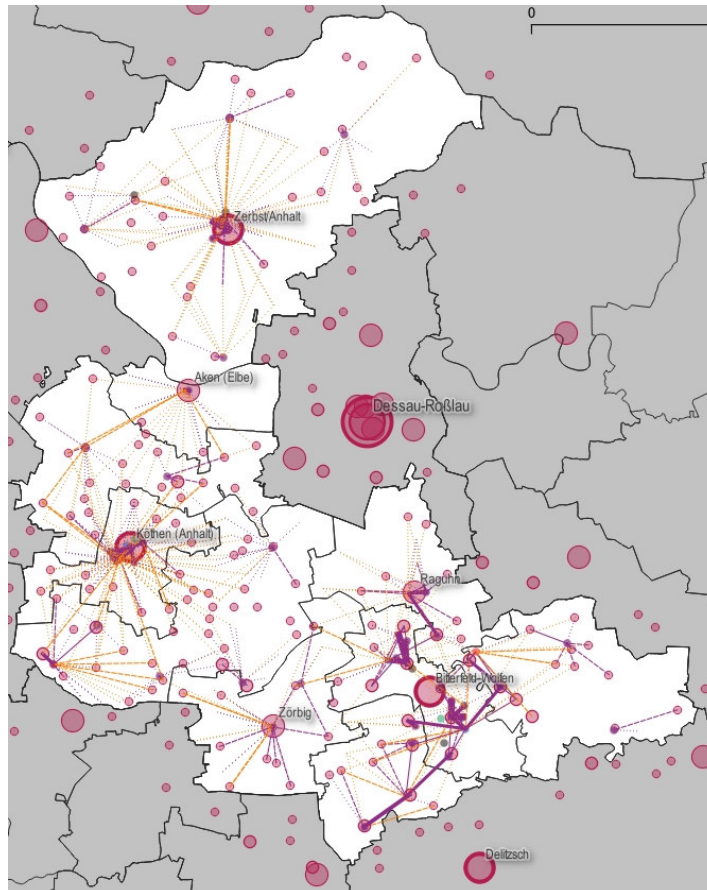 0
Zerbst/Anhalt
Aken (Elbe)
Dessau-Roßlau
Köthen (Anhalt)
Raguhn
Bitterfeld-Wolfen
Zörbig
Delitzsch